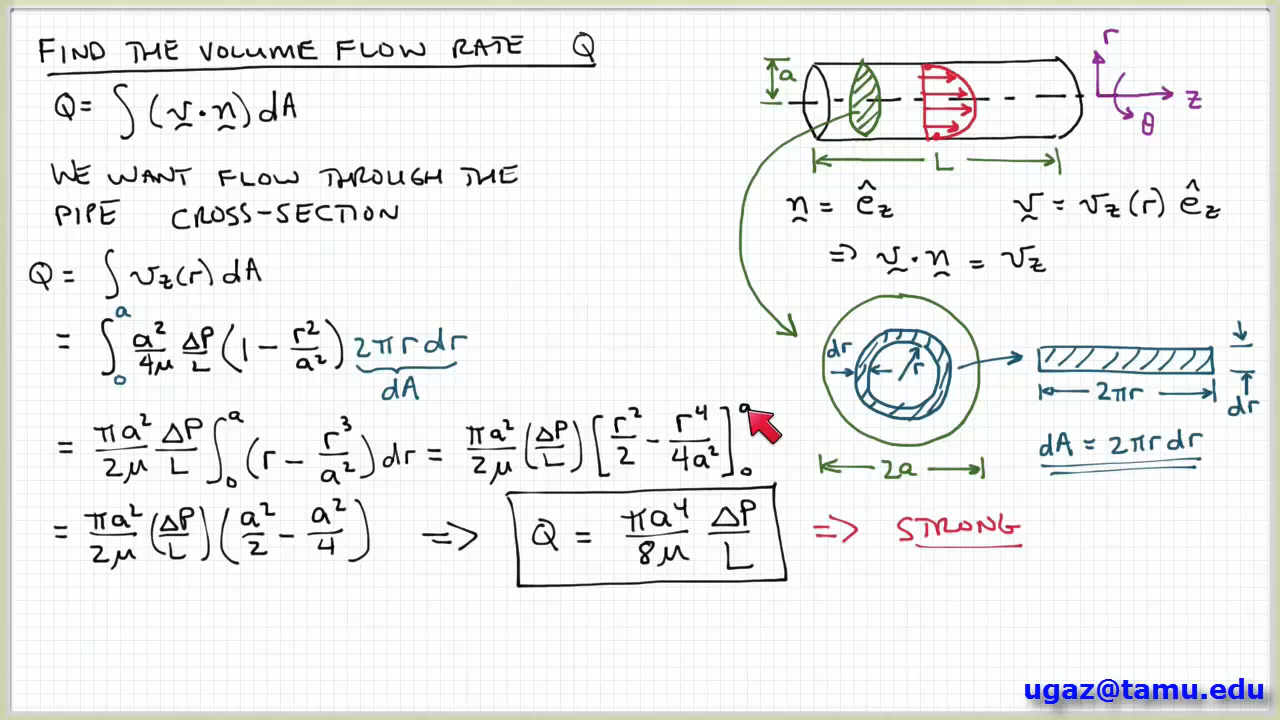 FIND THE VOLUME FLOW RATE Q
Q = ∫ (v · n) dA
WE WANT FLOW THROUGH THE
PIPE CROSS-SECTION
Q = ∫ vz(r) dA
= ∫₀ᵃ a²/4μ ΔP/L (1 − r²/a²) 2πr dr
dA
= πa²/2μ ΔP/L ∫₀ᵃ (r − r³/a²) dr = πa²/2μ (ΔP/L) [r²/2 − r⁴/4a²]₀ᵃ
= πa²/2μ (ΔP/L) (a²/2 − a²/4) => Q = πa⁴/8μ ΔP/L => STRONG
a
r
z
θ
L
n = êz v = vz(r) êz
=> v · n = vz
dr
r
2a
2πr
dr
dA = 2πr dr
ugaz@tamu.edu